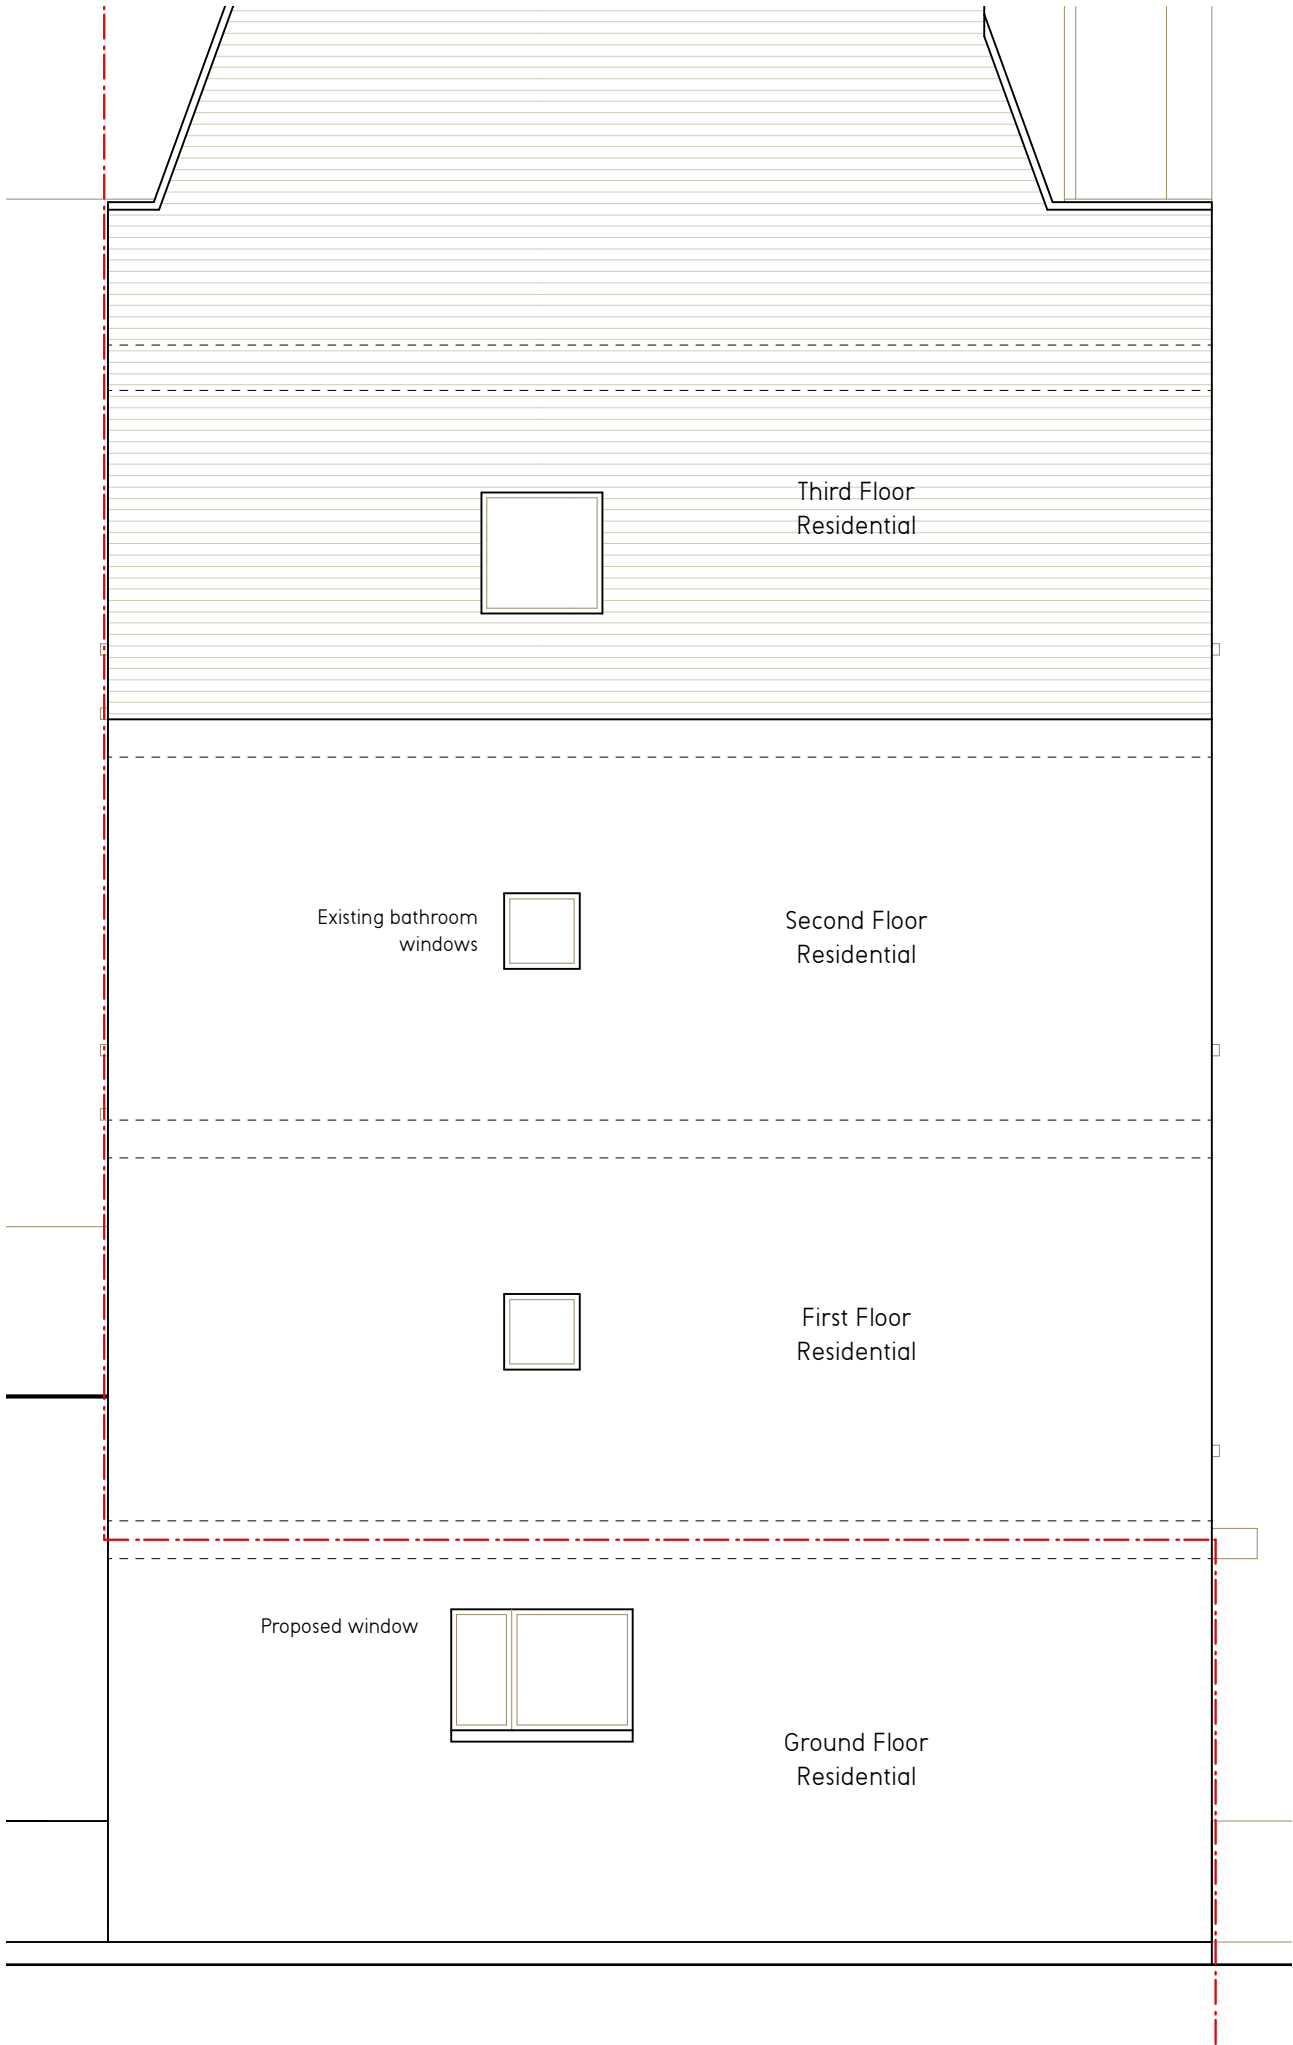 Third Floor
Residential
Existing bathroom
windows
Second Floor
Residential
First Floor
Residential
Proposed window
Ground Floor
Residential